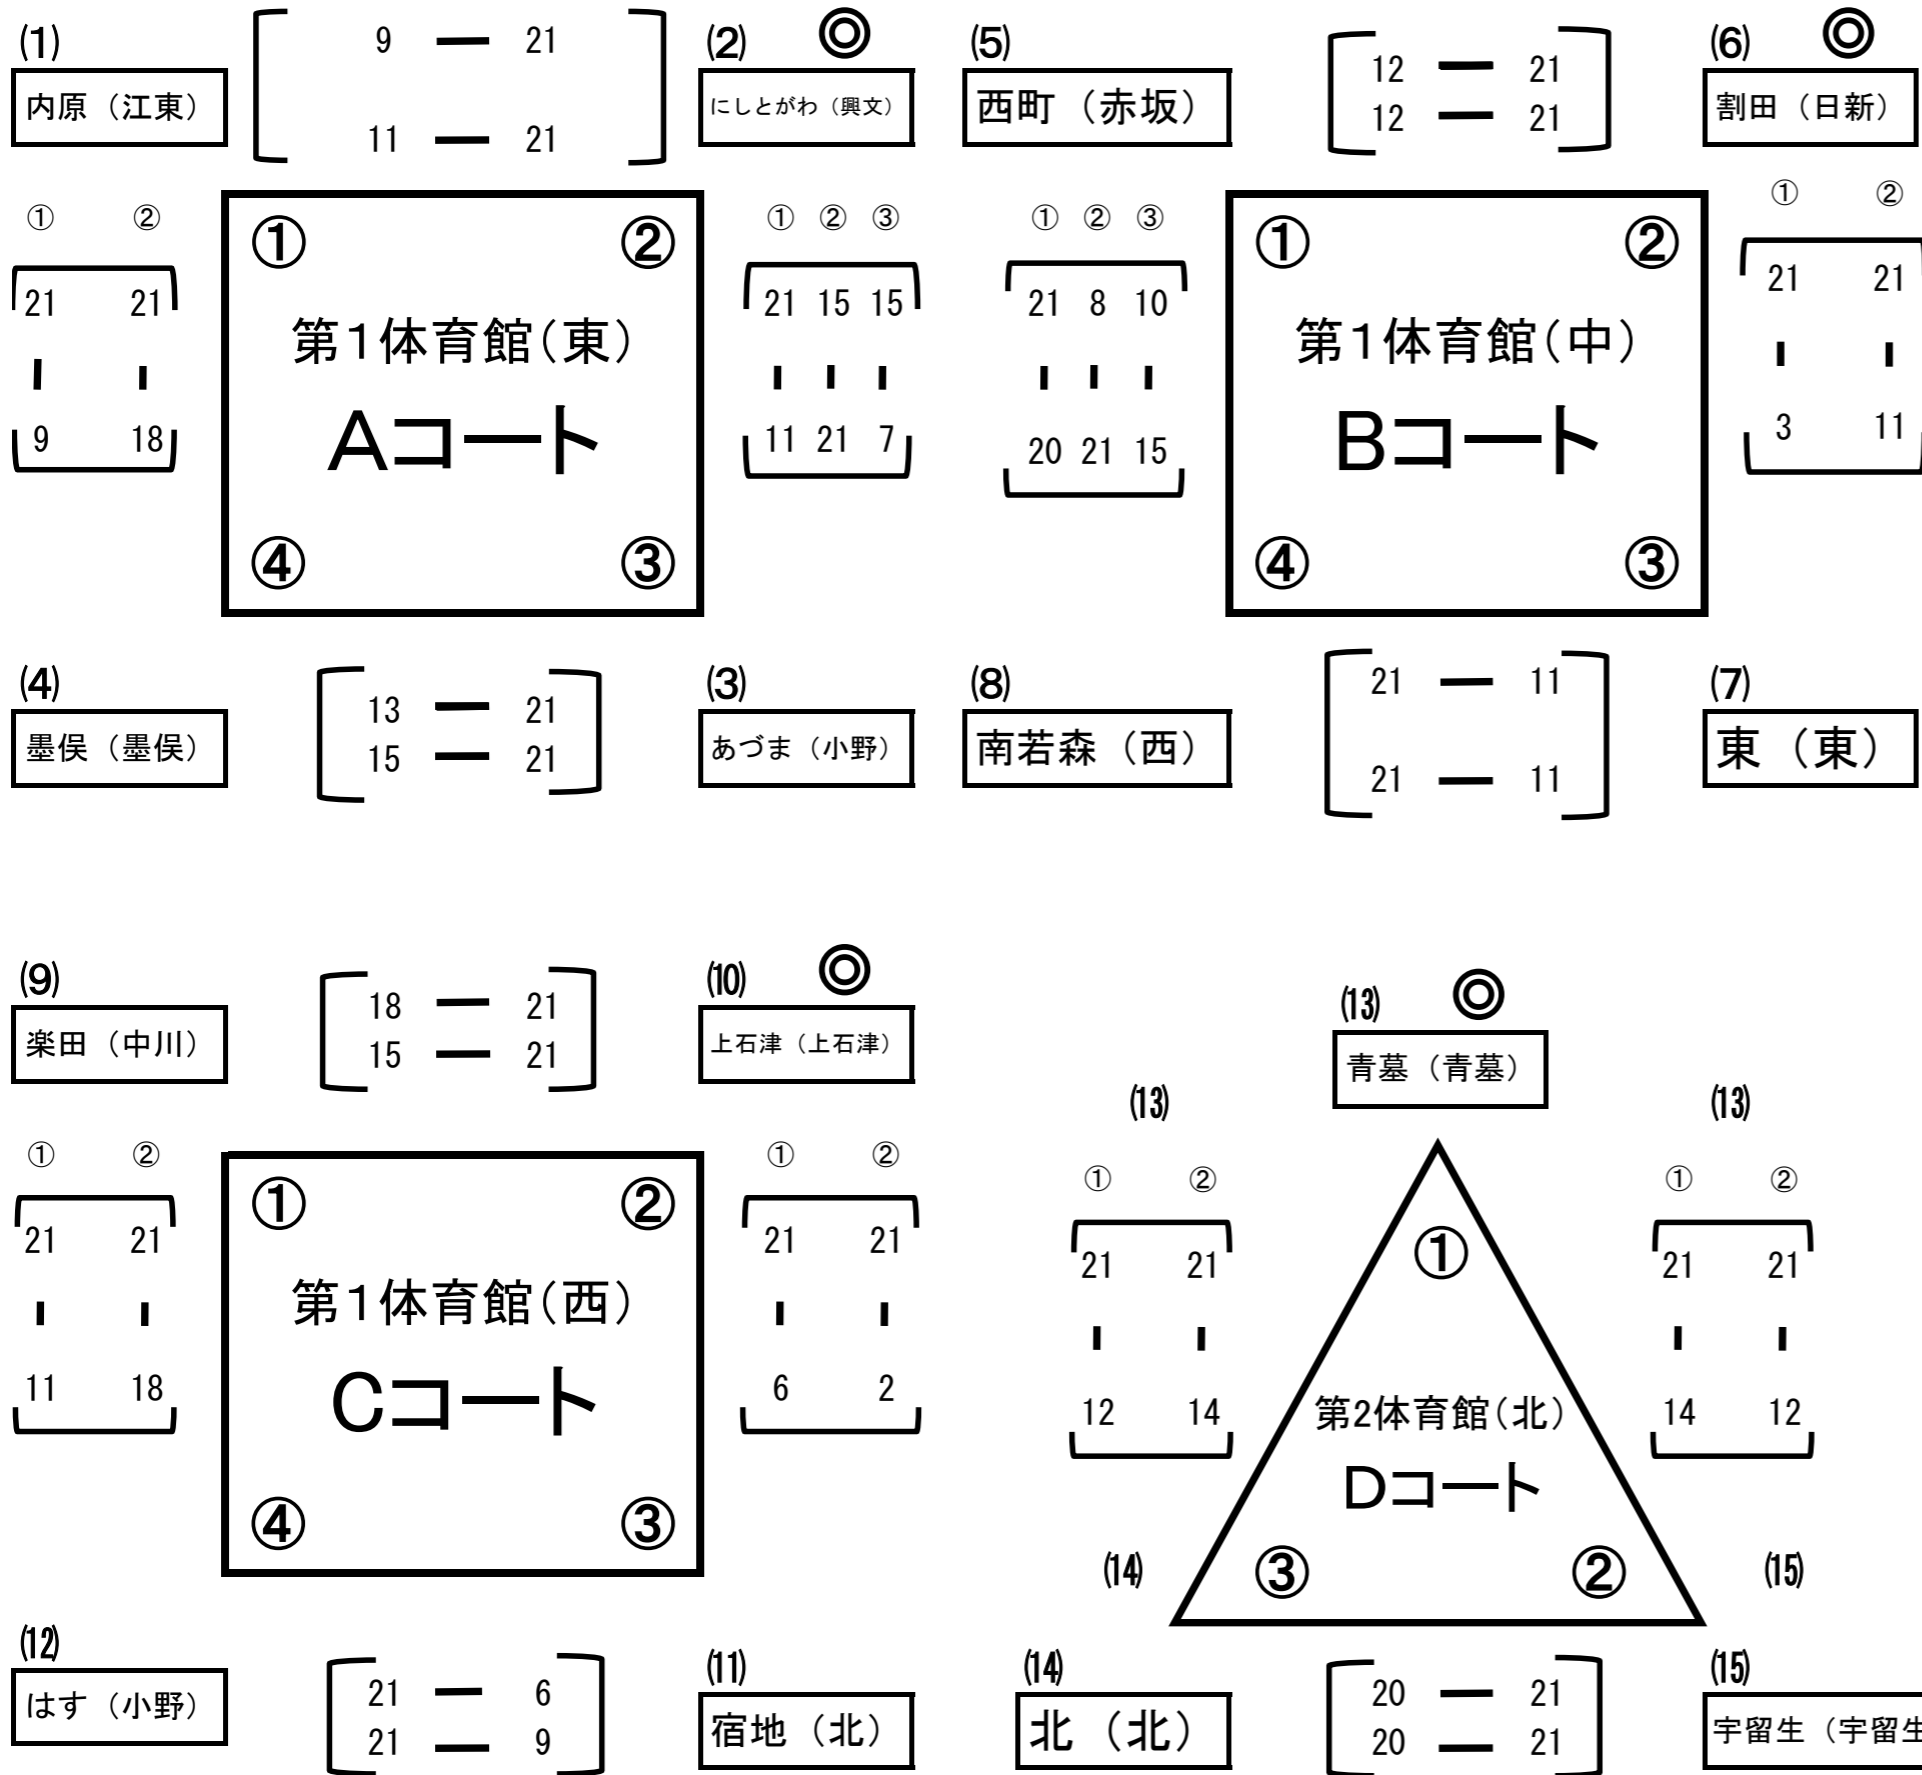 (1)
内原（江東）
9 ー 21
11 ー 21
(2) ◎
にしとがわ（興文）
① ②
21 21
9 18
① ②
第1体育館(東)
Aコート
④ ③
① ② ③
21 15 15
11 21 7
(4)
墨俣（墨俣）
13 ー 21
15 ー 21
(3)
あづま（小野）
(5)
西町（赤坂）
12 ー 21
12 ー 21
(6) ◎
割田（日新）
① ② ③
21 8 10
20 21 15
① ②
第1体育館(中)
Bコート
④ ③
① ②
21 21
3 11
(8)
南若森（西）
21 ー 11
21 ー 11
(7)
東（東）
(9)
楽田（中川）
18 ー 21
15 ー 21
(10) ◎
上石津（上石津）
① ②
21 21
11 18
① ②
第1体育館(西)
Cコート
④ ③
① ②
21 21
6 2
(12)
はす（小野）
21 ー 6
21 ー 9
(11)
宿地（北）
(13) ◎
青墓（青墓）
(13)
① ②
21 21
12 14
(14)
①
第2体育館(北)
Dコート
③ ②
(13)
① ②
21 21
14 12
(15)
(14)
北（北）
20 ー 21
20 ー 21
(15)
宇留生（宇留生